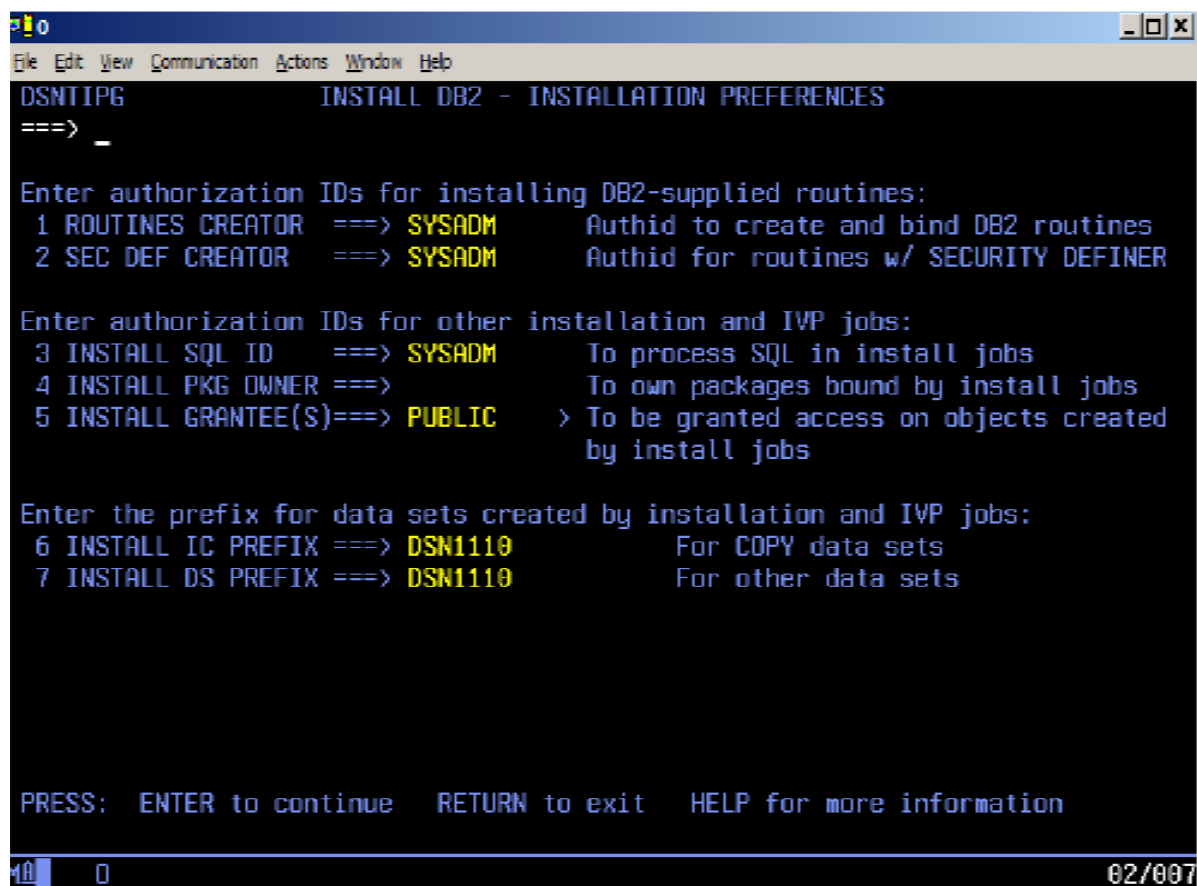 0
File Edit View Communication Actions Window Help
DSNTIPG INSTALL DB2 - INSTALLATION PREFERENCES
===> _
Enter authorization IDs for installing DB2-supplied routines:
1 ROUTINES CREATOR ===> SYSADM Authid to create and bind DB2 routines
2 SEC DEF CREATOR ===> SYSADM Authid for routines w/ SECURITY DEFINER
Enter authorization IDs for other installation and IVP jobs:
3 INSTALL SQL ID ===> SYSADM To process SQL in install jobs
4 INSTALL PKG OWNER ===> To own packages bound by install jobs
5 INSTALL GRANTEE(S)===> PUBLIC > To be granted access on objects created
by install jobs
Enter the prefix for data sets created by installation and IVP jobs:
6 INSTALL IC PREFIX ===> DSN1110 For COPY data sets
7 INSTALL DS PREFIX ===> DSN1110 For other data sets
PRESS: ENTER to continue RETURN to exit HELP for more information
MA 0 02/007